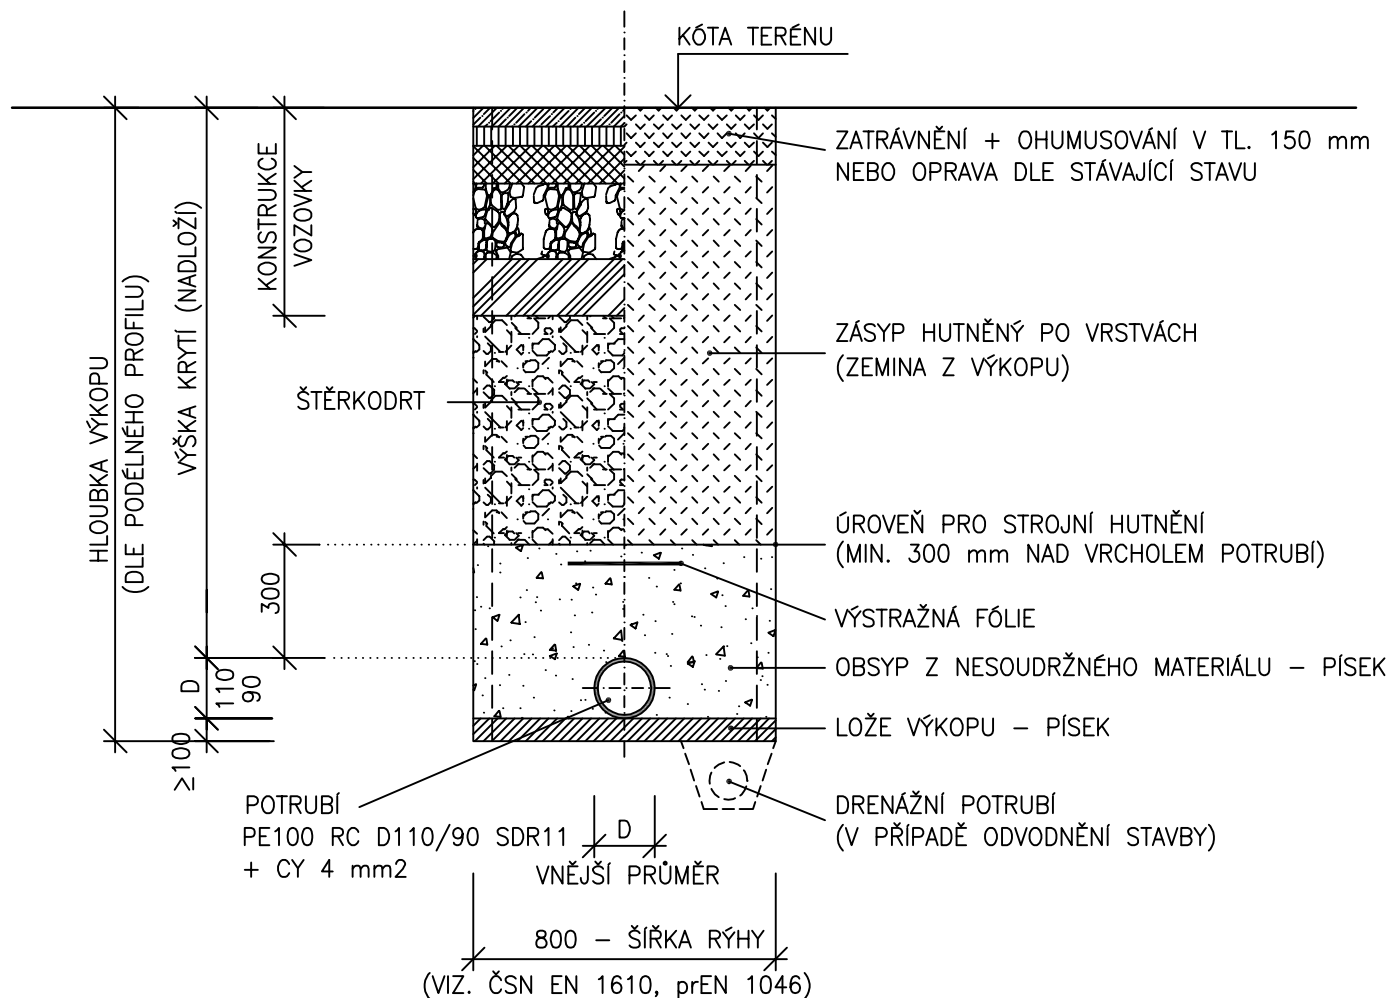 KÓTA TERÉNU
ZATRÁVNĚNÍ + OHUMUSOVÁNÍ V TL. 150 mm
NEBO OPRAVA DLE STÁVAJÍCÍ STAVU
KONSTRUKCE
VOZOVKY
HLOUBKA VÝKOPU
(DLE PODÉLNÉHO PROFILU)
VÝŠKA KRYTÍ (NADLOŽÍ)
ZÁSYP HUTNĚNÝ PO VRSTVÁCH
(ZEMINA Z VÝKOPU)
ŠTĚRKODRT
ÚROVEŇ PRO STROJNÍ HUTNĚNÍ
(MIN. 300 mm NAD VRCHOLEM POTRUBÍ)
300
VÝSTRAŽNÁ FÓLIE
OBSYP Z NESOUDRŽNÉHO MATERIÁLU – PÍSEK
D
110
90
LOŽE VÝKOPU – PÍSEK
≥100
POTRUBÍ
PE100 RC D110/90 SDR11
+ CY 4 mm2
DRENÁŽNÍ POTRUBÍ
(V PŘÍPADĚ ODVODNĚNÍ STAVBY)
D
VNĚJŠÍ PRŮMĚR
800 – ŠÍŘKA RÝHY
(VIZ. ČSN EN 1610, prEN 1046)